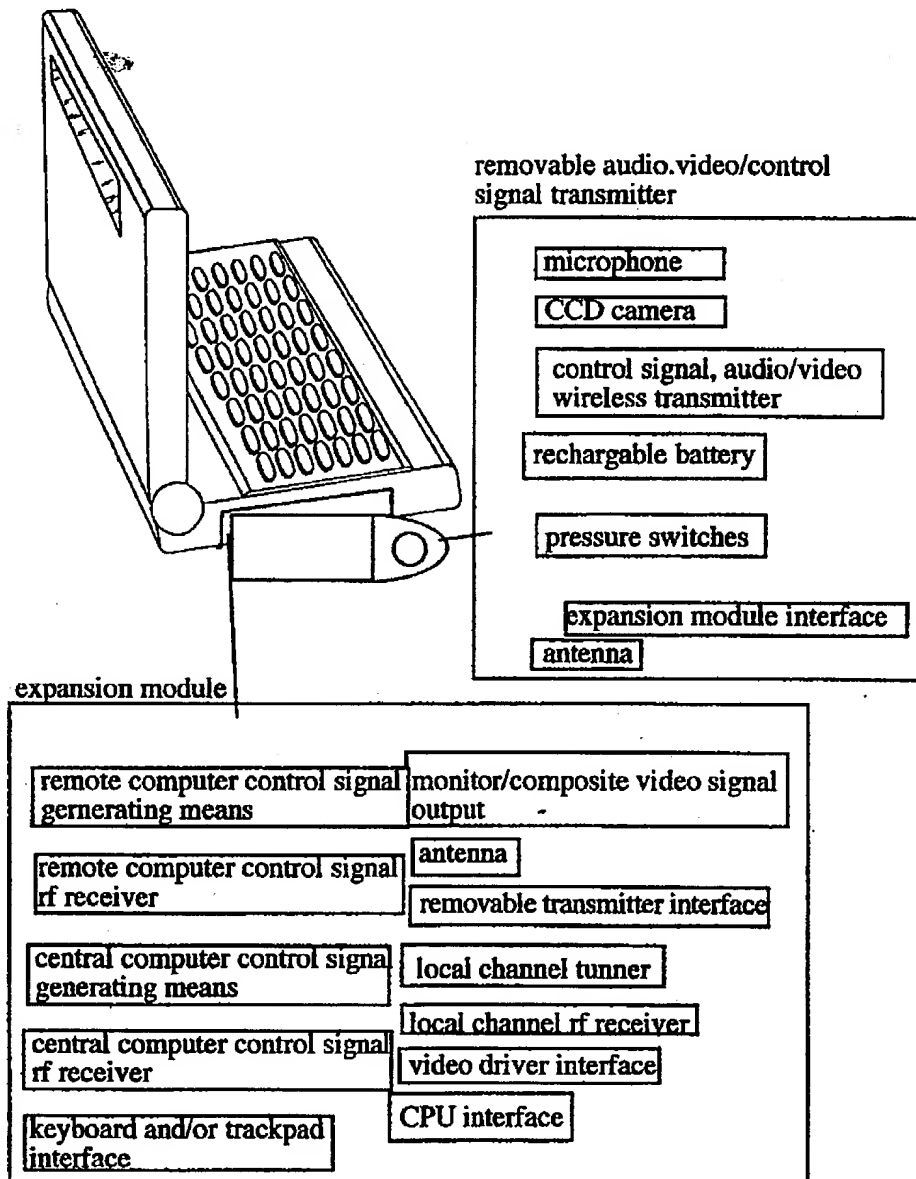 removable audio.video/control
signal transmitter
microphone
CCD camera
control signal, audio/video
wireless transmitter
rechargable battery
pressure switches
expansion module interface
antenna
expansion module
remote computer control signal
gernerating means
remote computer control signal
rf receiver
central computer control signal
generating means
central computer control signal
rf receiver
keyboard and/or trackpad
interface
monitor/composite video signal
output
antenna
removable transmitter interface
local channel tunner
local channel rf receiver
video driver interface
CPU interface